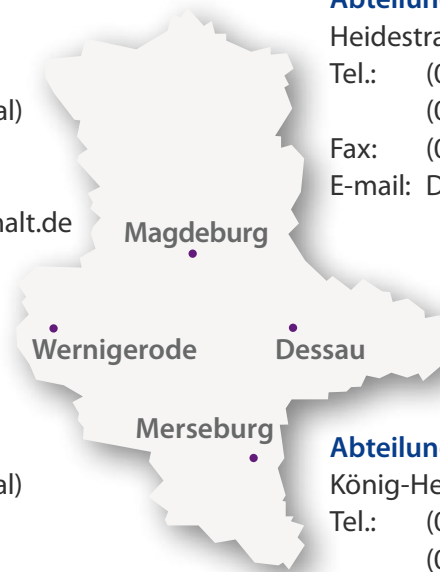 Heidestra
Tel.: (0
(0
Fax: (0
E-mail: D
al)
halt.de
Magdeburg
Wernigerode
Dessau
Merseburg
al)
Abteilun
König-He
Tel.: (0
(0